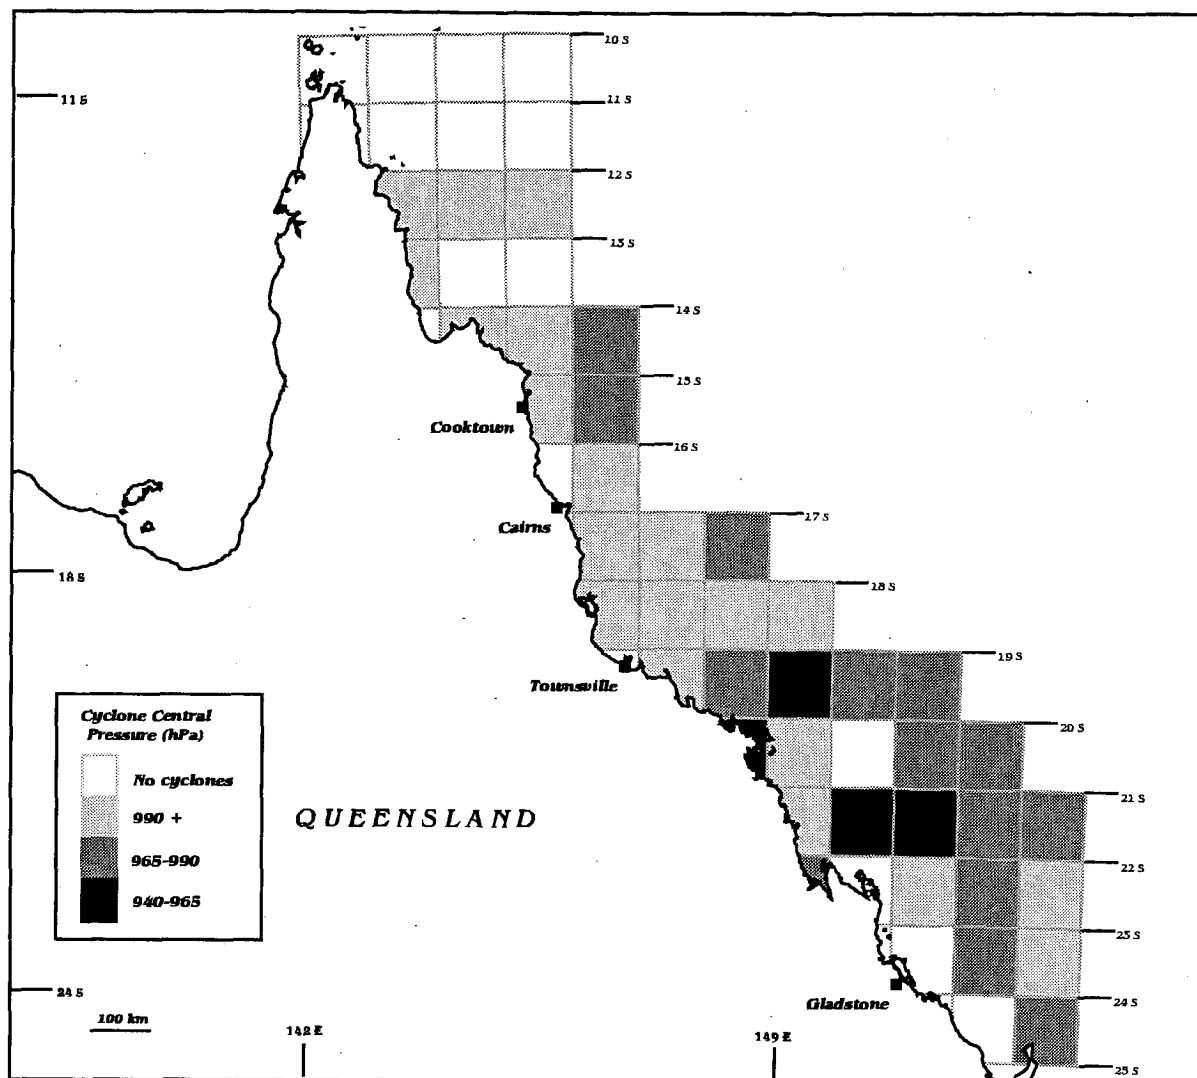 10 S
11 S
11 S
12 S
13 S
14 S
15 S
16 S
Cooktown
17 S
Cairns
18 S
18 S
19 S
Townsville
20 S
Cyclone Central
Pressure (hPa)
No cyclones
990 +
965-990
940-965
QUEENSLAND
21 S
22 S
23 S
24 S
24 S
Gladstone
100 km
142 E
149 E
25 S